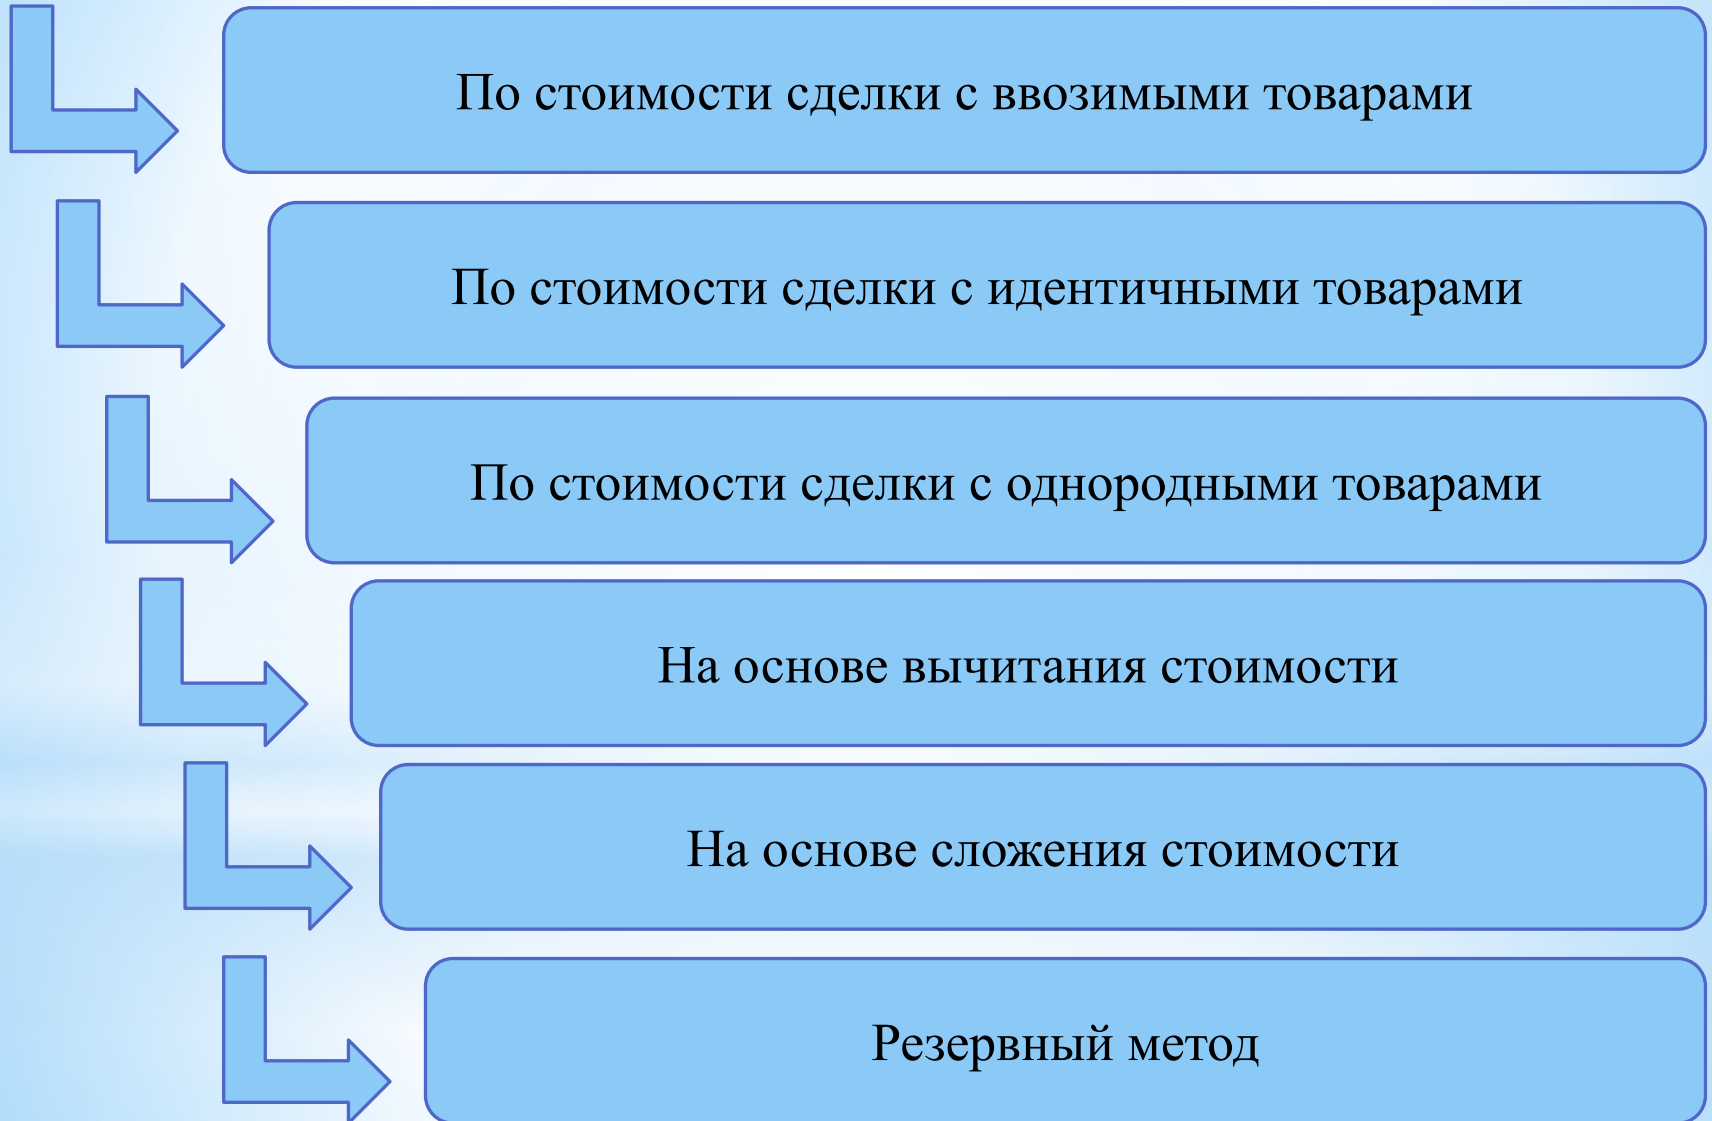 По стоимости сделки с ввозимыми товарами
По стоимости сделки с идентичными товарами
По стоимости сделки с однородными товарами
На основе вычитания стоимости
На основе сложения стоимости
Резервный метод